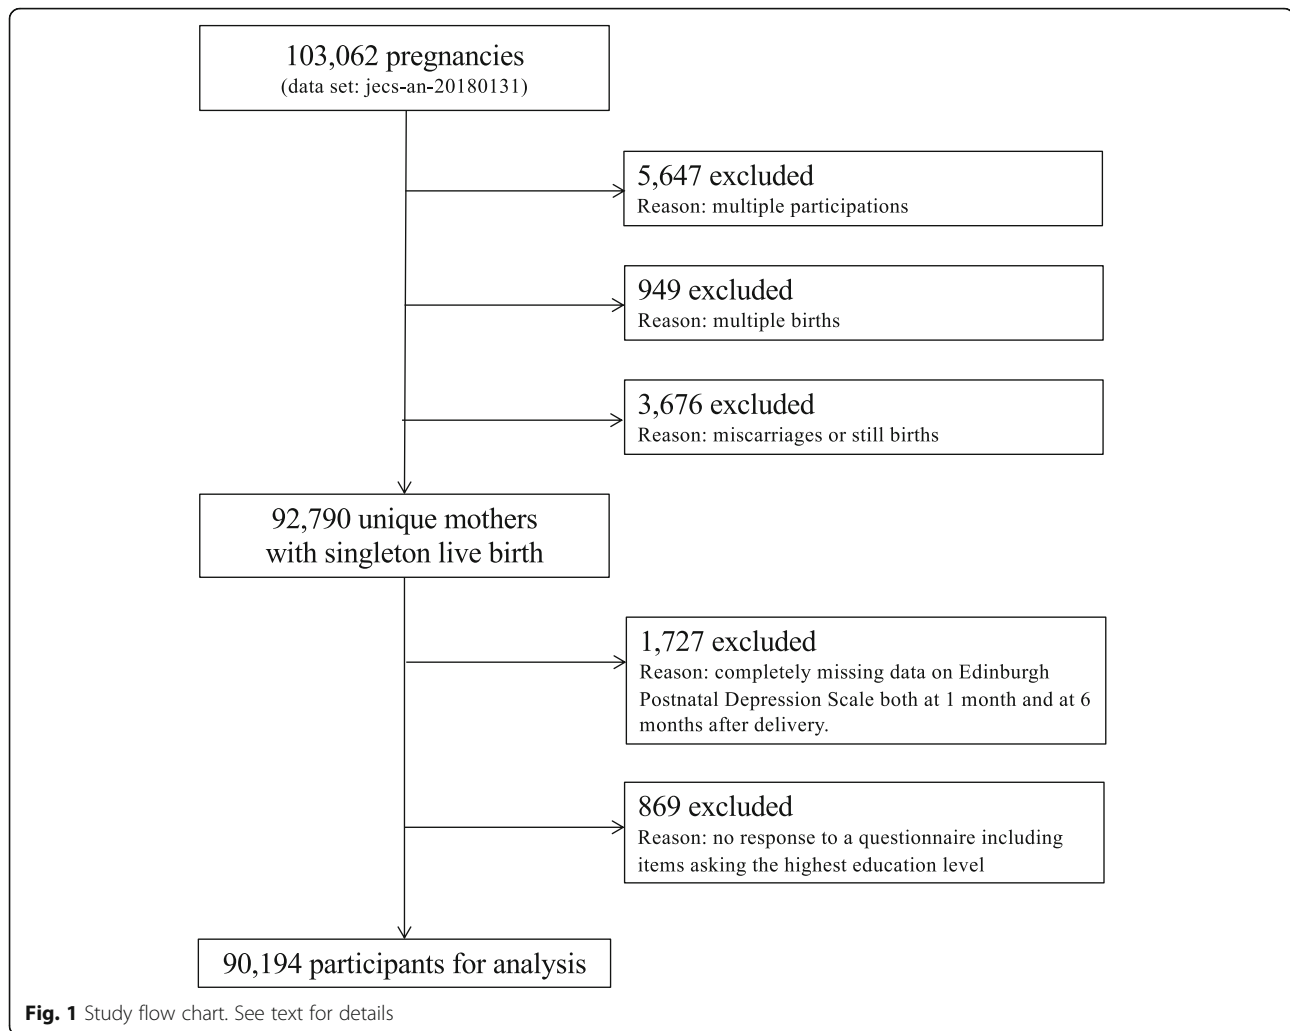 103,062 pregnancies
(data set: jecs-an-20180131)
5,647 excluded
Reason: multiple participations
949 excluded
Reason: multiple births
3,676 excluded
Reason: miscarriages or still births
92,790 unique mothers
with singleton live birth
1,727 excluded
Reason: completely missing data on Edinburgh
Postnatal Depression Scale both at 1 month and at 6
months after delivery.
869 excluded
Reason: no response to a questionnaire including
items asking the highest education level
90,194 participants for analysis
Fig. 1 Study flow chart. See text for details